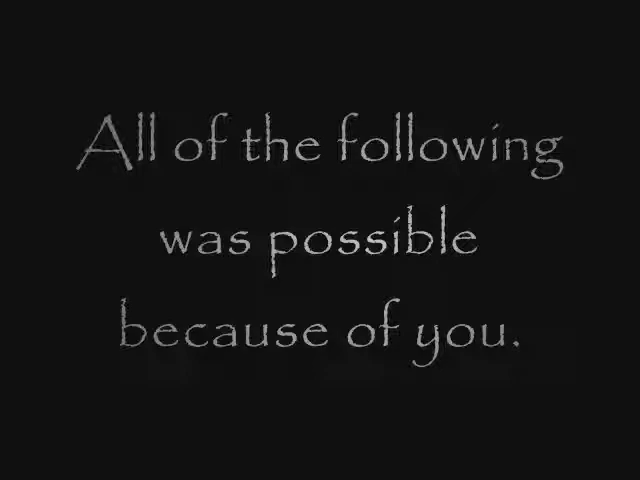 All of the following
was possible
because of you.